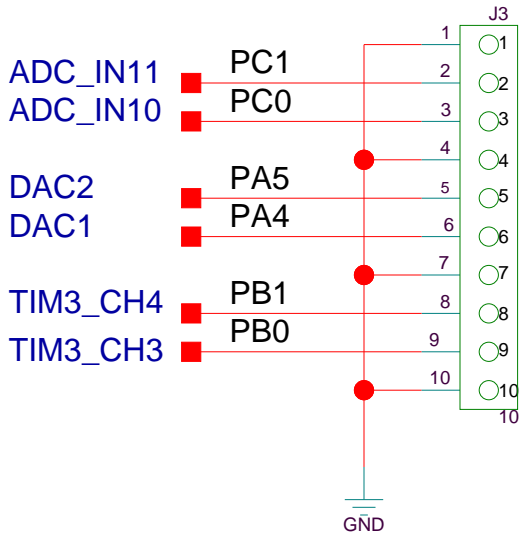 J3
1 1
ADC_IN11 PC1 2 2
ADC_IN10 PC0 3 3
4 4
DAC2 PA5 5 5
DAC1 PA4 6 6
7 7
TIM3_CH4 PB1 8 8
TIM3_CH3 PB0 9 9
10 10
10
GND